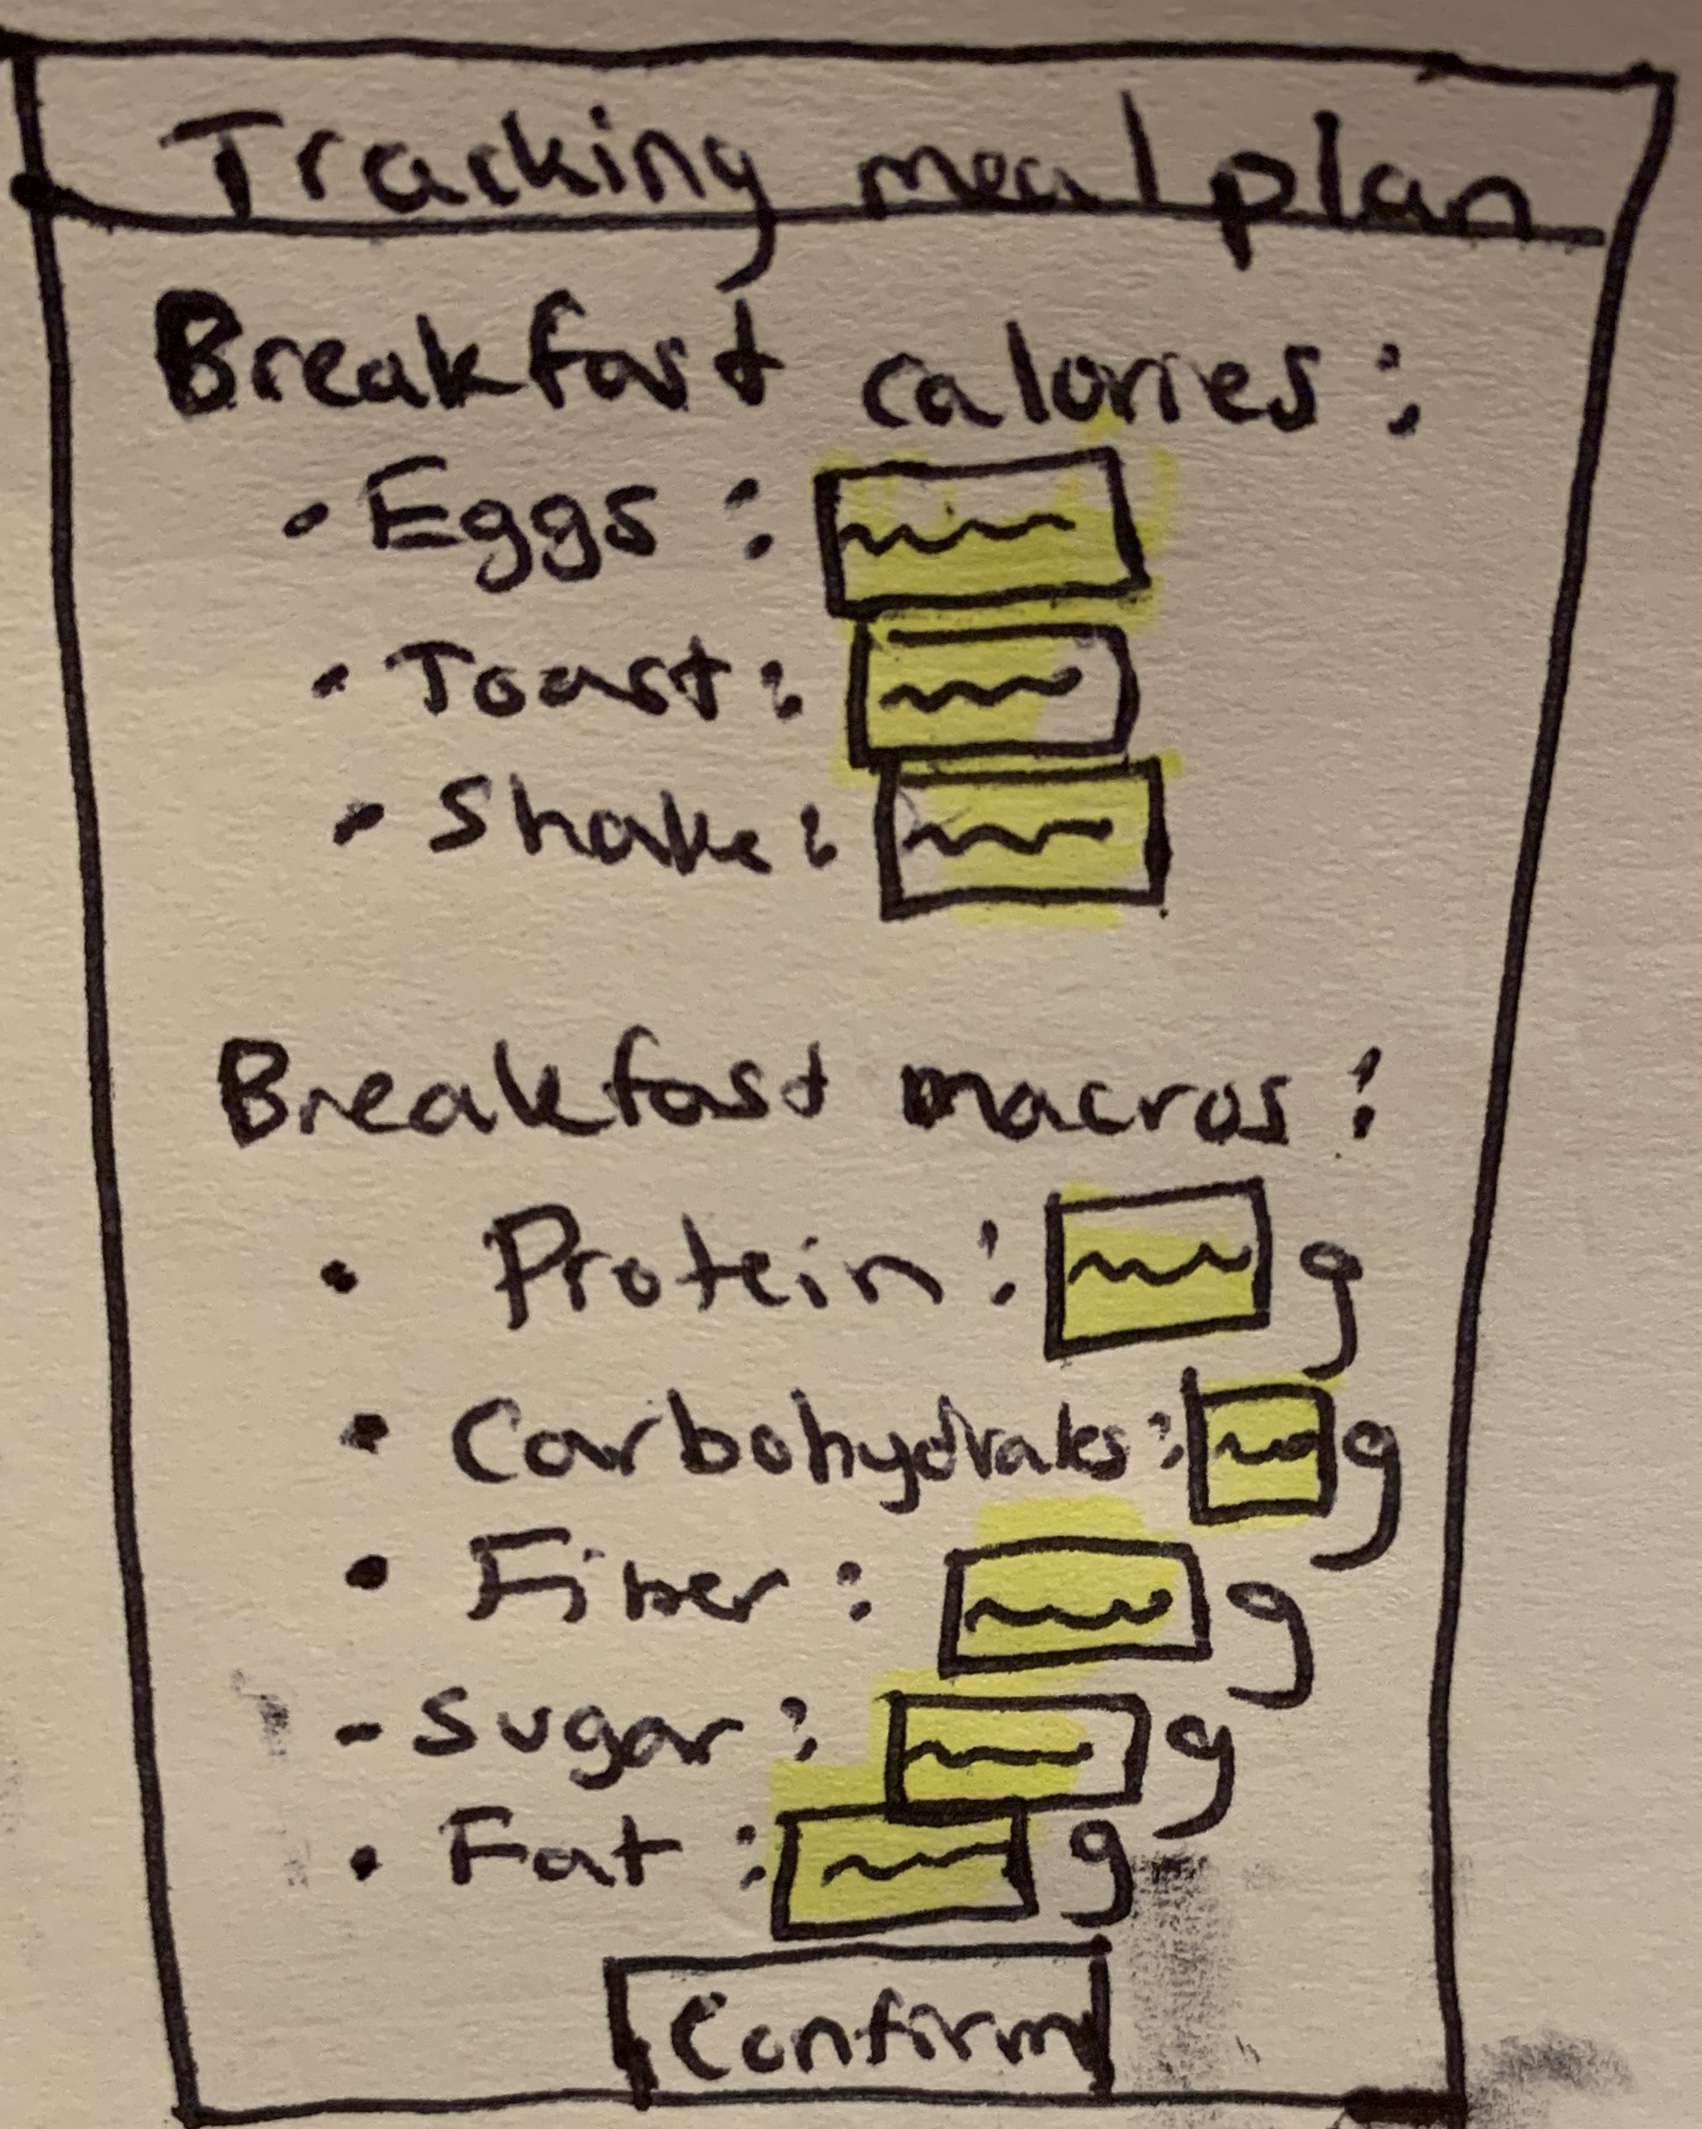 Tracking meal plan
Breakfast calories:
• Eggs:
• Toast:
• Shake:
Breakfast macros:
• Protein: g
• Carbohydrates: g
• Fiber: g
- Sugar: g
• Fat: g
Confirm